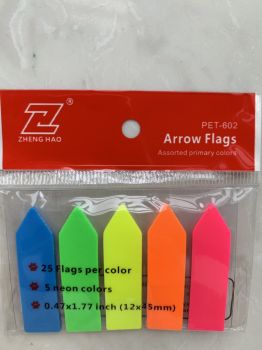 Z
®
ZHENG HAO
PET-602
Arrow Flags
Assorted primary colors
25 Flags per color
5 neon colors
0.47x1.77 inch (12x45mm)